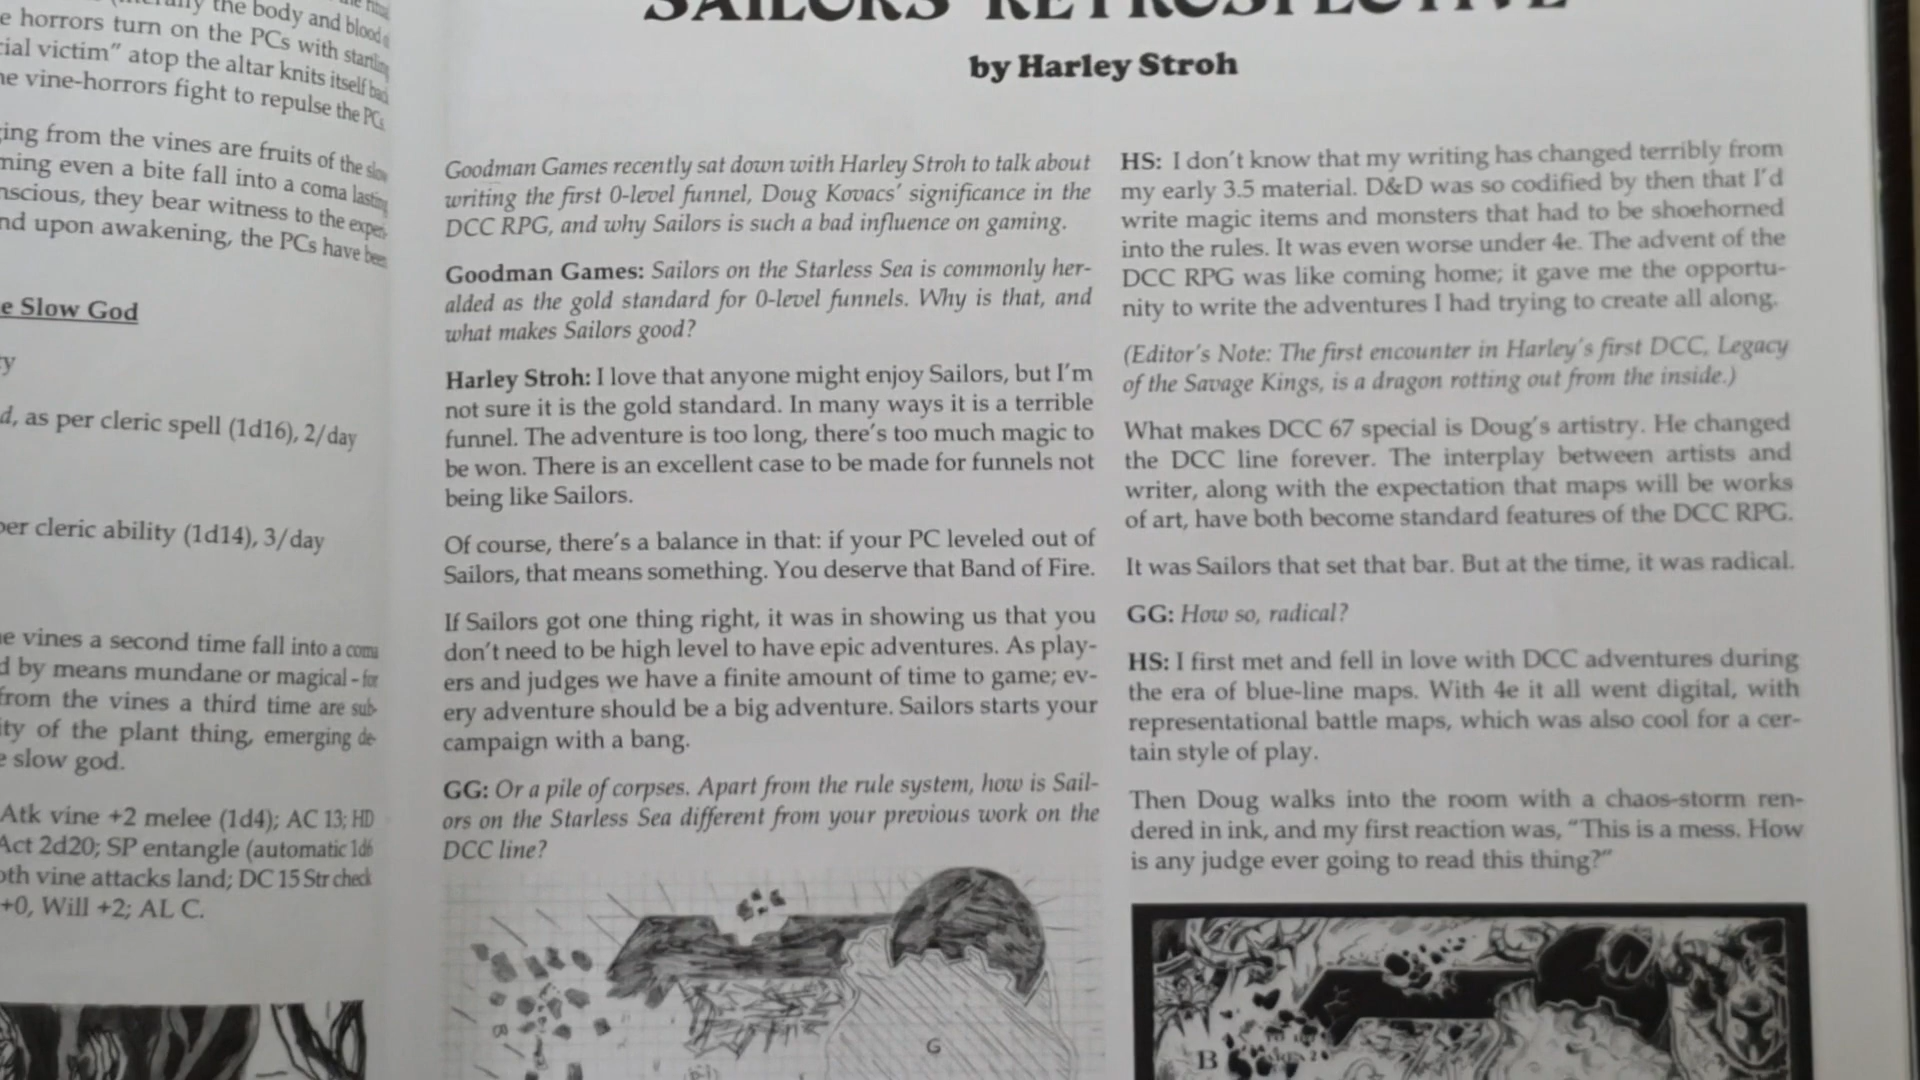 the body and blood
e horrors turn on the PCs with startling
cial victim" atop the altar knits itself back
ne vine-horrors fight to repulse the PCs.
ging from the vines are fruits of the slow
ming even a bite fall into a coma lasting
nscious, they bear witness to the experi-
nd upon awakening, the PCs have been
e Slow God
ty
d, as per cleric spell (1d16), 2/day
per cleric ability (1d14), 3/day
ne vines a second time fall into a coma
d by means mundane or magical – for
from the vines a third time are sub-
ity of the plant thing, emerging de-
e slow god.
Atk vine +2 melee (1d4); AC 13; HD
Act 2d20; SP entangle (automatic 1d6
oth vine attacks land; DC 15 Str check
+0, Will +2; AL C.
SAILORS RETROSPECTIVE
by Harley Stroh
Goodman Games recently sat down with Harley Stroh to talk about
writing the first 0-level funnel, Doug Kovacs' significance in the
DCC RPG, and why Sailors is such a bad influence on gaming.
Goodman Games: Sailors on the Starless Sea is commonly her-
alded as the gold standard for 0-level funnels. Why is that, and
what makes Sailors good?
Harley Stroh: I love that anyone might enjoy Sailors, but I'm
not sure it is the gold standard. In many ways it is a terrible
funnel. The adventure is too long, there's too much magic to
be won. There is an excellent case to be made for funnels not
being like Sailors.
Of course, there's a balance in that: if your PC leveled out of
Sailors, that means something. You deserve that Band of Fire.
If Sailors got one thing right, it was in showing us that you
don't need to be high level to have epic adventures. As play-
ers and judges we have a finite amount of time to game; ev-
ery adventure should be a big adventure. Sailors starts your
campaign with a bang.
GG: Or a pile of corpses. Apart from the rule system, how is Sail-
ors on the Starless Sea different from your previous work on the
DCC line?
G
HS: I don't know that my writing has changed terribly from
my early 3.5 material. D&D was so codified by then that I'd
write magic items and monsters that had to be shoehorned
into the rules. It was even worse under 4e. The advent of the
DCC RPG was like coming home; it gave me the opportu-
nity to write the adventures I had trying to create all along.
(Editor's Note: The first encounter in Harley's first DCC, Legacy
of the Savage Kings, is a dragon rotting out from the inside.)
What makes DCC 67 special is Doug's artistry. He changed
the DCC line forever. The interplay between artists and
writer, along with the expectation that maps will be works
of art, have both become standard features of the DCC RPG.
It was Sailors that set that bar. But at the time, it was radical.
GG: How so, radical?
HS: I first met and fell in love with DCC adventures during
the era of blue-line maps. With 4e it all went digital, with
representational battle maps, which was also cool for a cer-
tain style of play.
Then Doug walks into the room with a chaos-storm ren-
dered in ink, and my first reaction was, "This is a mess. How
is any judge ever going to read this thing?"
B